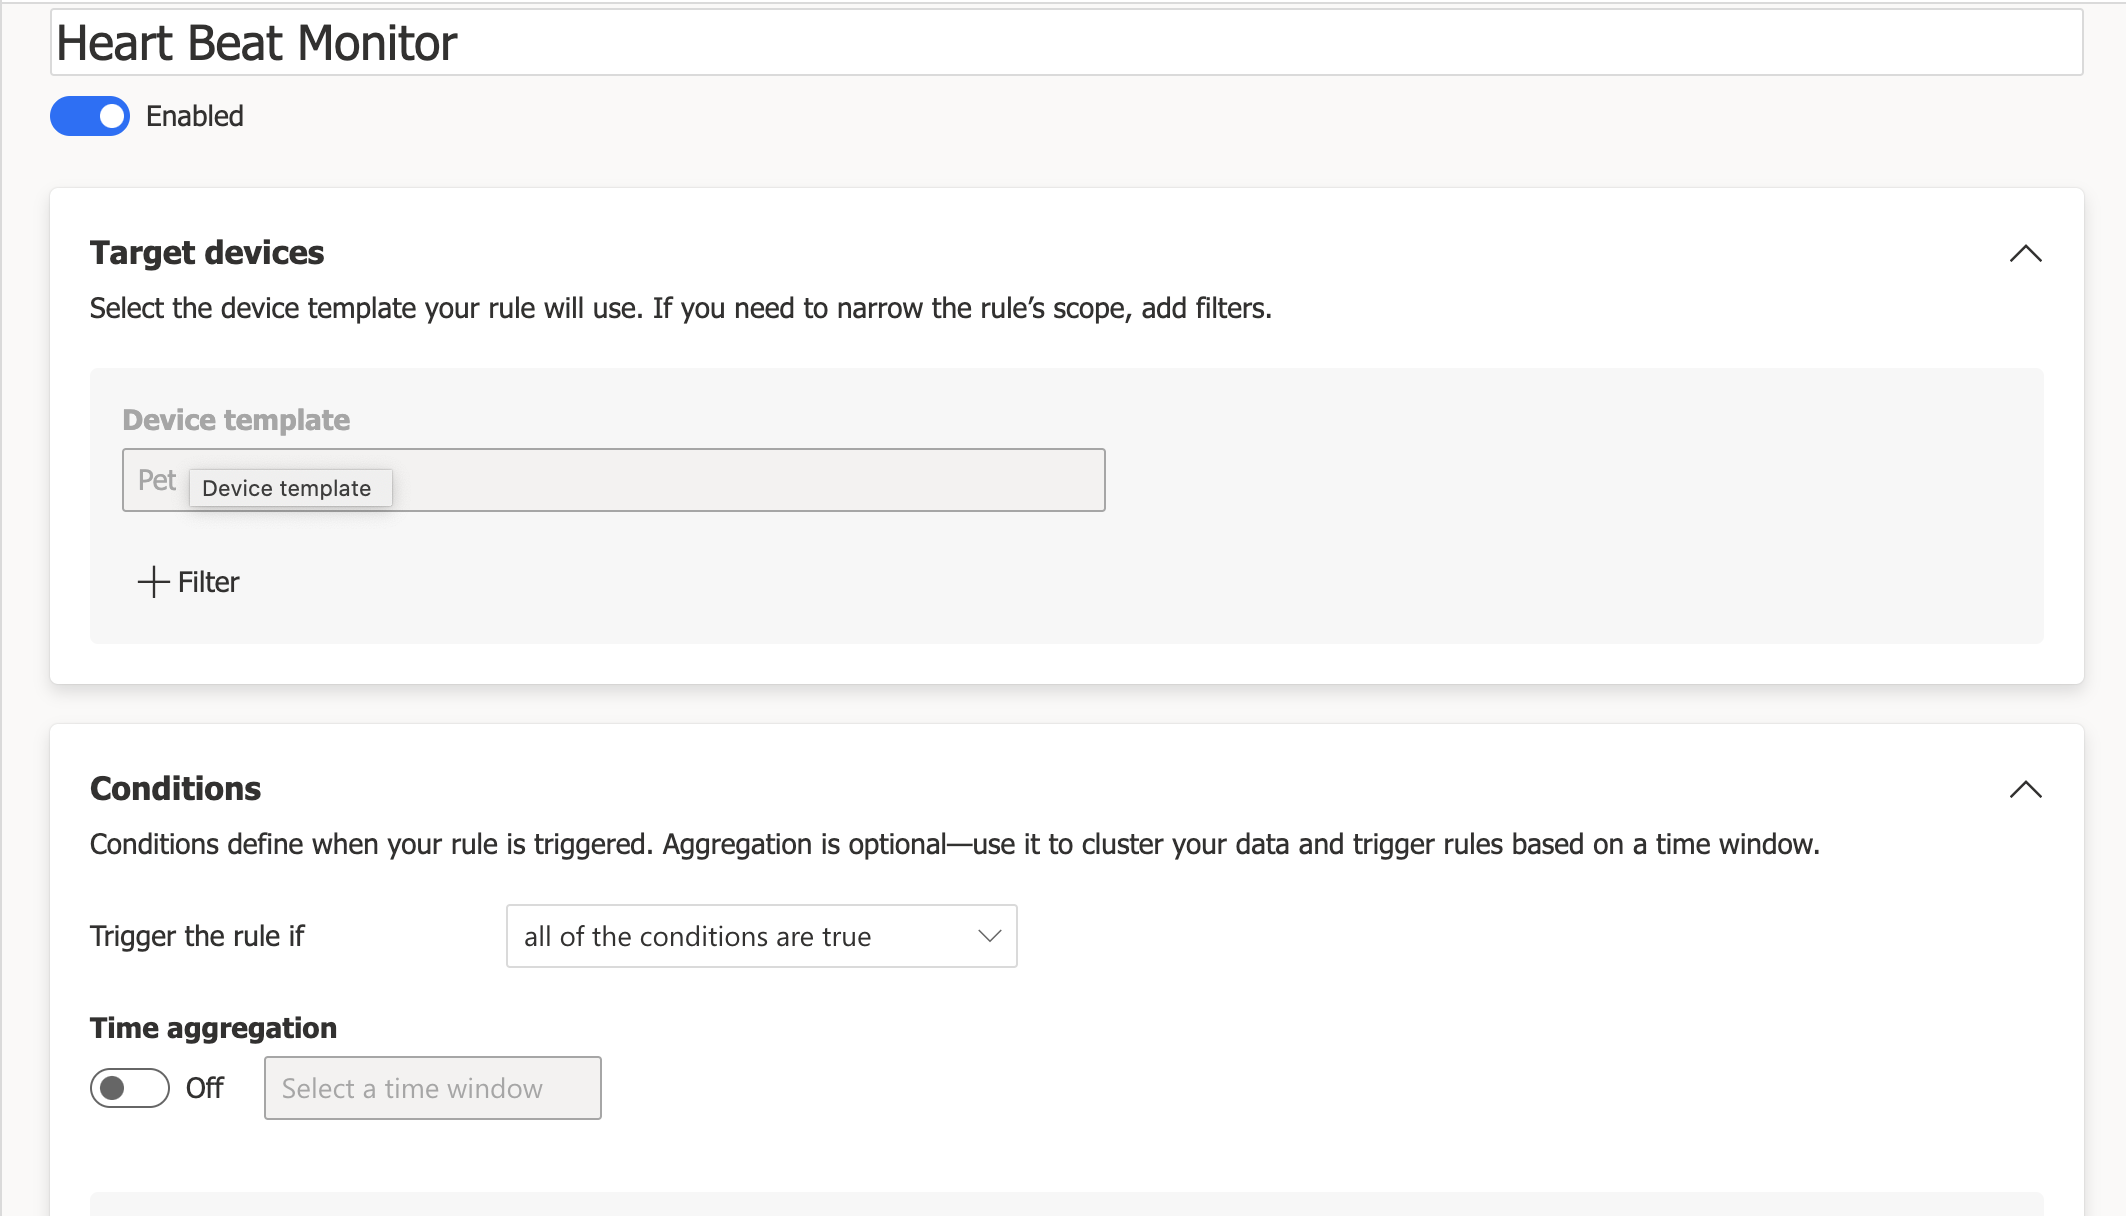 Heart Beat Monitor
Enabled
Target devices
Select the device template your rule will use. If you need to narrow the rule’s scope, add filters.
Device template
Pet
Device template
Filter
Conditions
Conditions define when your rule is triggered. Aggregation is optional—use it to cluster your data and trigger rules based on a time window.
Trigger the rule if all of the conditions are true
Time aggregation
Off Select a time window